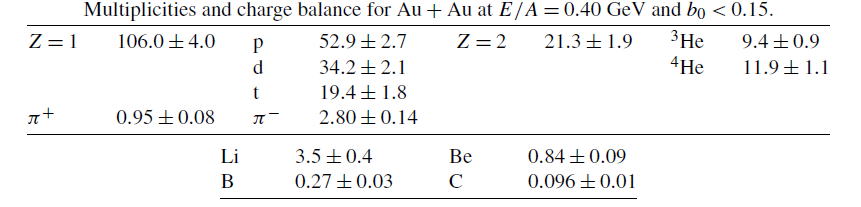 Multiplicities and charge balance for Au + Au at E/A = 0.40 GeV and b₀ < 0.15.
Z = 1 106.0 ± 4.0 p 52.9 ± 2.7 Z = 2 21.3 ± 1.9 ³He 9.4 ± 0.9
d 34.2 ± 2.1 ⁴He 11.9 ± 1.1
t 19.4 ± 1.8
π⁺ 0.95 ± 0.08 π⁻ 2.80 ± 0.14
Li 3.5 ± 0.4 Be 0.84 ± 0.09
B 0.27 ± 0.03 C 0.096 ± 0.01